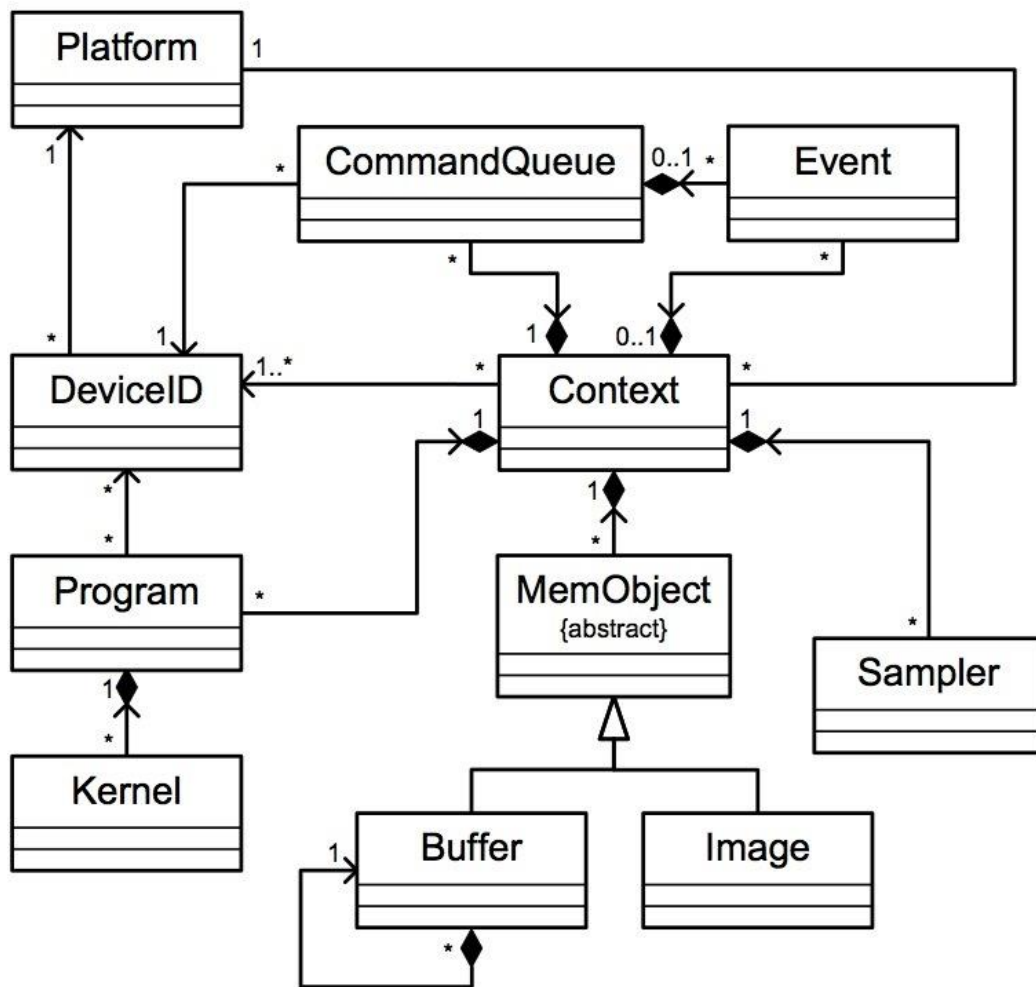 Platform
1
1
CommandQueue
0..1
*
Event
*
*
*
1
0..1
*
1
DeviceID
1..*
*
Context
*
1
1
*
*
Program
*
1
*
MemObject
{abstract}
*
Sampler
1
*
Kernel
1
Buffer
Image
*